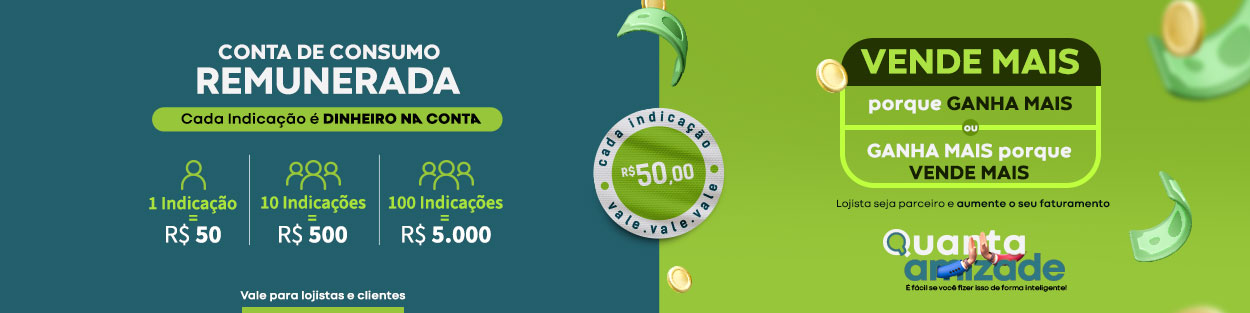 CONTA DE CONSUMO
REMUNERADA
Cada Indicação é DINHEIRO NA CONTA
1 Indicação
=
R$ 50
10 Indicações
=
R$ 500
100 Indicações
=
R$ 5.000
Vale para lojistas e clientes
cada indicação
R$50,00
vale.vale.vale
VENDE MAIS
porque GANHA MAIS
ou
GANHA MAIS porque
VENDE MAIS
Lojista seja parceiro e aumente o seu faturamento
Quanta
amizade
É fácil se você fizer isso de forma inteligente!